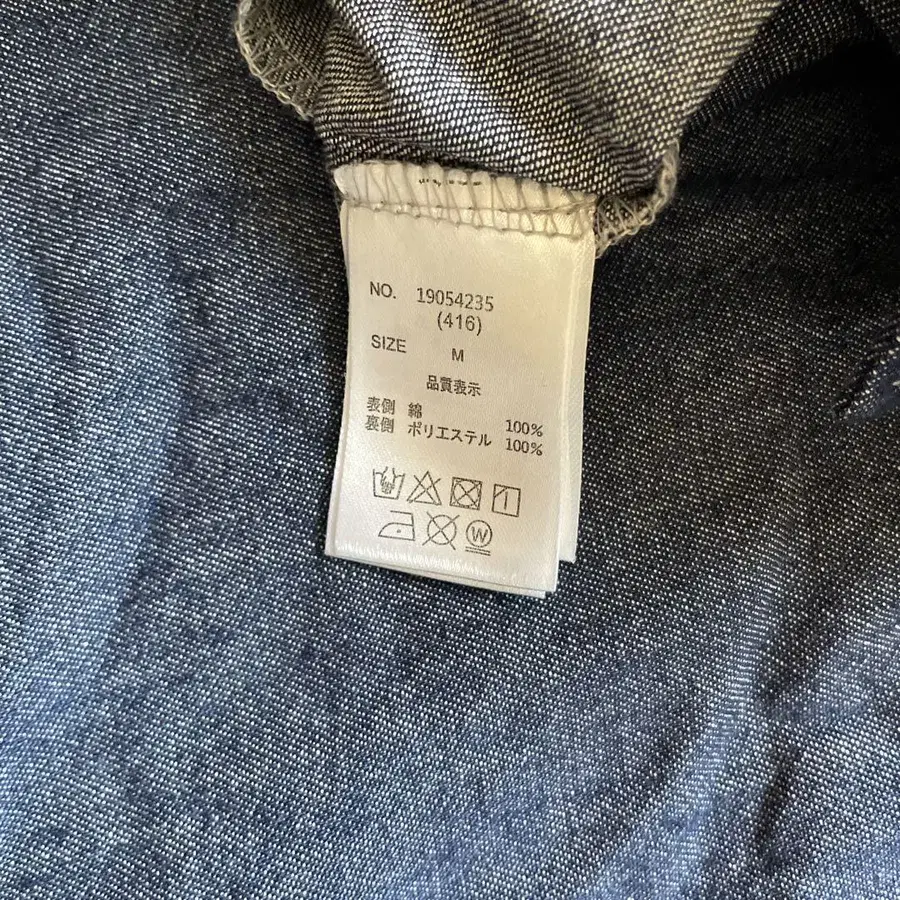 NO. 19054235
(416)
SIZE M
品質表示
表側 綿 100%
裏側 ポリエステル 100%
W